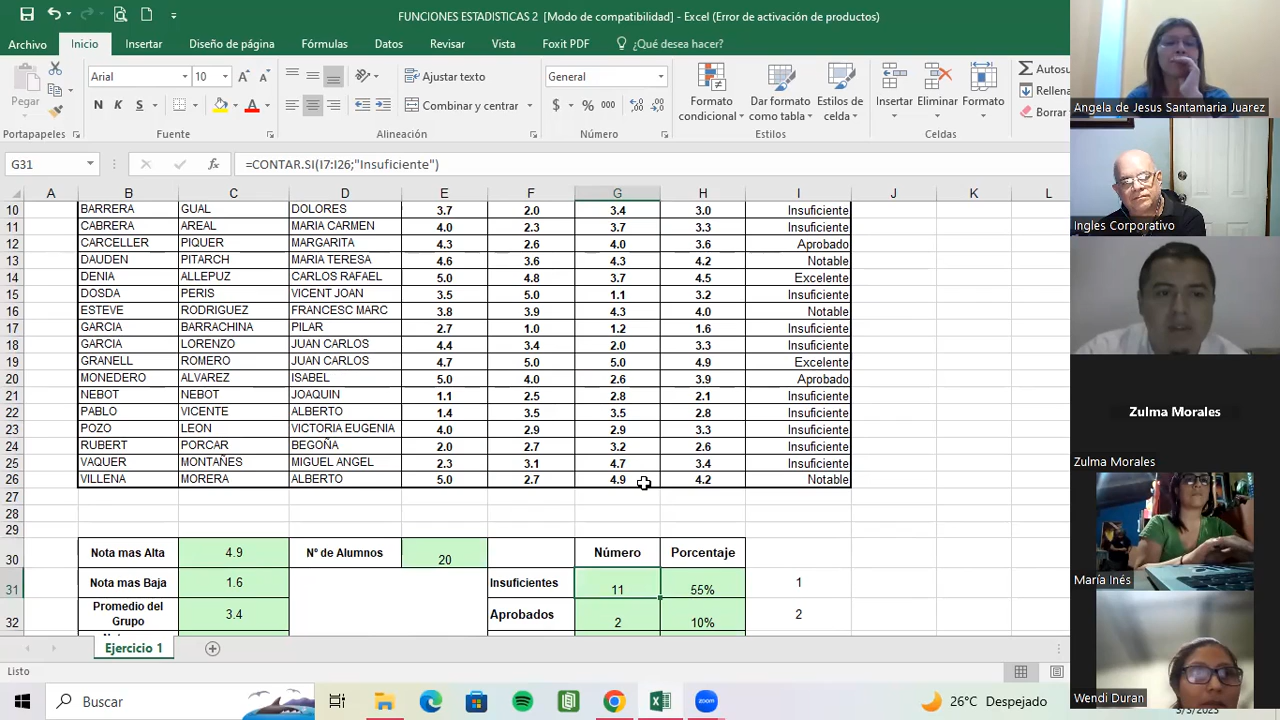 FUNCIONES ESTADISTICAS 2 [Modo de compatibilidad] - Excel (Error de activación de productos)
Archivo Inicio Insertar Diseño de página Fórmulas Datos Revisar Vista Foxit PDF ¿Qué desea hacer?
Pegar Arial 10 Ajustar texto General Formato condicional Dar formato como tabla Estilos de celda Insertar Eliminar Formato Autosu
N K S Combinar y centrar $ % 000 Rellena
Borrar
Portapapeles Fuente Alineación Número Estilos Celdas
G31 fx =CONTAR.SI(I7:I26;"Insuficiente")
A B C D E F G H I J K L
10 BARRERA GUAL DOLORES 3.7 2.0 3.4 3.0 Insuficiente
11 CABRERA AREAL MARIA CARMEN 4.0 2.3 3.7 3.3 Insuficiente
12 CARCELLER PIQUER MARGARITA 4.3 2.6 4.0 3.6 Aprobado
13 DAUDEN PITARCH MARIA TERESA 4.6 3.6 4.3 4.2 Notable
14 DENIA ALLEPUZ CARLOS RAFAEL 5.0 4.8 3.7 4.5 Excelente
15 DOSDA PERIS VICENT JOAN 3.5 5.0 1.1 3.2 Insuficiente
16 ESTEVE RODRIGUEZ FRANCESC MARC 3.8 3.9 4.3 4.0 Notable
17 GARCIA BARRACHINA PILAR 2.7 1.0 1.2 1.6 Insuficiente
18 GARCIA LORENZO JUAN CARLOS 4.4 3.4 2.0 3.3 Insuficiente
19 GRANELL ROMERO JUAN CARLOS 4.7 5.0 5.0 4.9 Excelente
20 MONEDERO ALVAREZ ISABEL 5.0 4.0 2.6 3.9 Aprobado
21 NEBOT NEBOT JOAQUIN 1.1 2.5 2.8 2.1 Insuficiente
22 PABLO VICENTE ALBERTO 1.4 3.5 3.5 2.8 Insuficiente
23 POZO LEON VICTORIA EUGENIA 4.0 2.9 2.9 3.3 Insuficiente
24 RUBERT PORCAR BEGOÑA 2.0 2.7 3.2 2.6 Insuficiente
25 VAQUER MONTAÑES MIGUEL ANGEL 2.3 3.1 4.7 3.4 Insuficiente
26 VILLENA MORERA ALBERTO 5.0 2.7 4.9 4.2 Notable
27
28
29
30 Nota mas Alta 4.9 Nº de Alumnos 20 Número Porcentaje
31 Nota mas Baja 1.6 Insuficientes 11 55% 1
32 Promedio del Grupo 3.4 Aprobados 2 10% 2
Ejercicio 1
Listo
Buscar
26°C Despejado
3/3/2023
Angela de Jesus Santamaria Juarez
Ingles Corporativo
Zulma Morales
Zulma Morales
María Inés
Wendi Duran